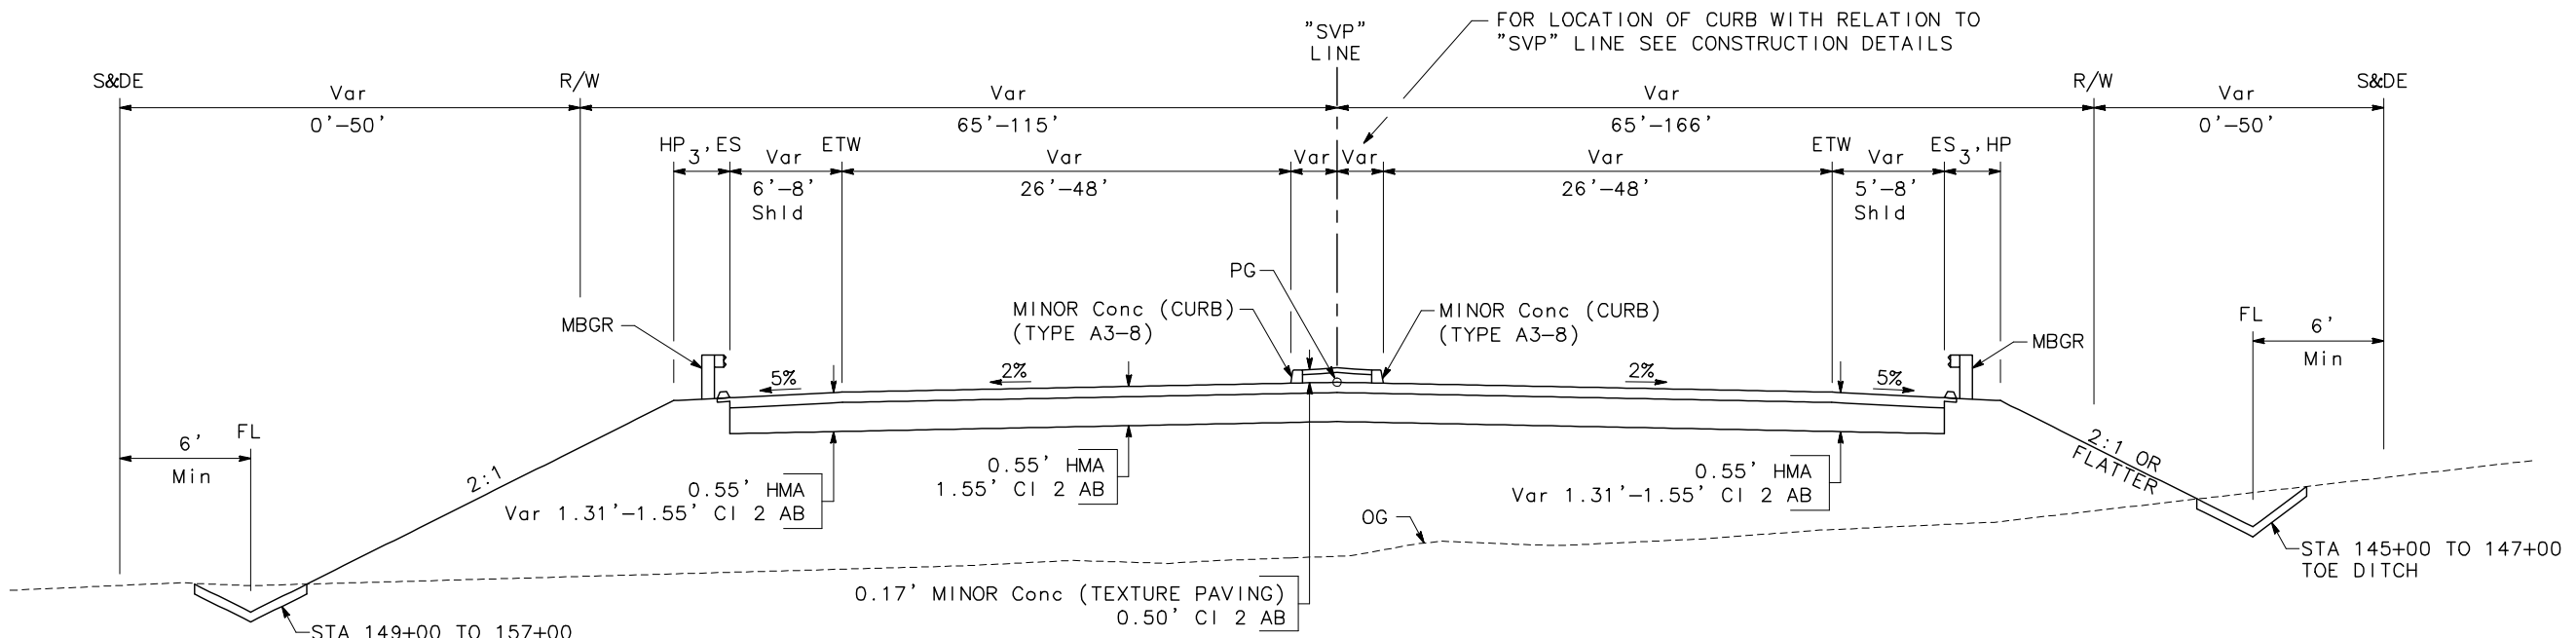 "SVP"
LINE
FOR LOCATION OF CURB WITH RELATION TO
"SVP" LINE SEE CONSTRUCTION DETAILS
S&DE
R/W
R/W
S&DE
Var
0'-50'
Var
65'-115'
Var
65'-166'
Var
0'-50'
HP 3' ES
ETW
ETW
ES 3' HP
Var
6'-8'
Shld
Var
26'-48'
Var
Var
Var
26'-48'
Var
5'-8'
Shld
PG
MINOR Conc (CURB)
(TYPE A3-8)
MINOR Conc (CURB)
(TYPE A3-8)
MBGR
MBGR
FL
6'
Min
5%
2%
2%
5%
6'
Min
FL
2:1
2:1 OR
FLATTER
0.55' HMA
Var 1.31'-1.55' Cl 2 AB
0.55' HMA
1.55' Cl 2 AB
0.55' HMA
Var 1.31'-1.55' Cl 2 AB
OG
0.17' MINOR Conc (TEXTURE PAVING)
0.50' Cl 2 AB
STA 145+00 TO 147+00
TOE DITCH
STA 149+00 TO 157+00